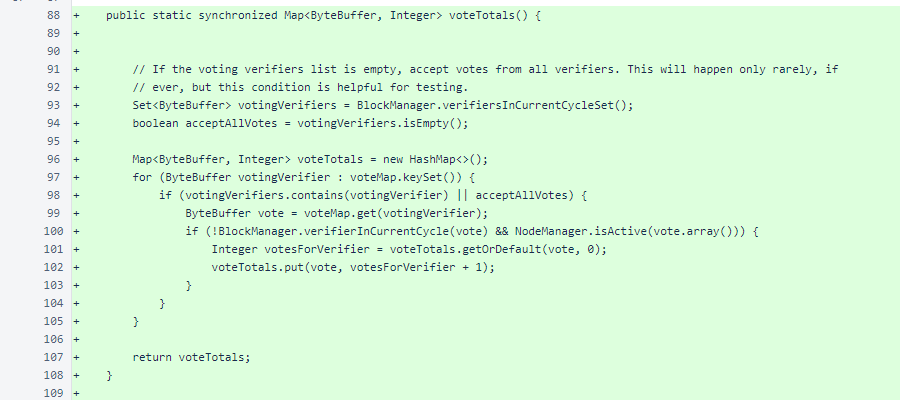 88 + public static synchronized Map<ByteBuffer, Integer> voteTotals() {
89 +
90 +
91 + // If the voting verifiers list is empty, accept votes from all verifiers. This will happen only rarely, if
92 + // ever, but this condition is helpful for testing.
93 + Set<ByteBuffer> votingVerifiers = BlockManager.verifiersInCurrentCycleSet();
94 + boolean acceptAllVotes = votingVerifiers.isEmpty();
95 +
96 + Map<ByteBuffer, Integer> voteTotals = new HashMap<>();
97 + for (ByteBuffer votingVerifier : voteMap.keySet()) {
98 + if (votingVerifiers.contains(votingVerifier) || acceptAllVotes) {
99 + ByteBuffer vote = voteMap.get(votingVerifier);
100 + if (!BlockManager.verifierInCurrentCycle(vote) && NodeManager.isActive(vote.array())) {
101 + Integer votesForVerifier = voteTotals.getOrDefault(vote, 0);
102 + voteTotals.put(vote, votesForVerifier + 1);
103 + }
104 + }
105 + }
106 +
107 + return voteTotals;
108 + }
109 +